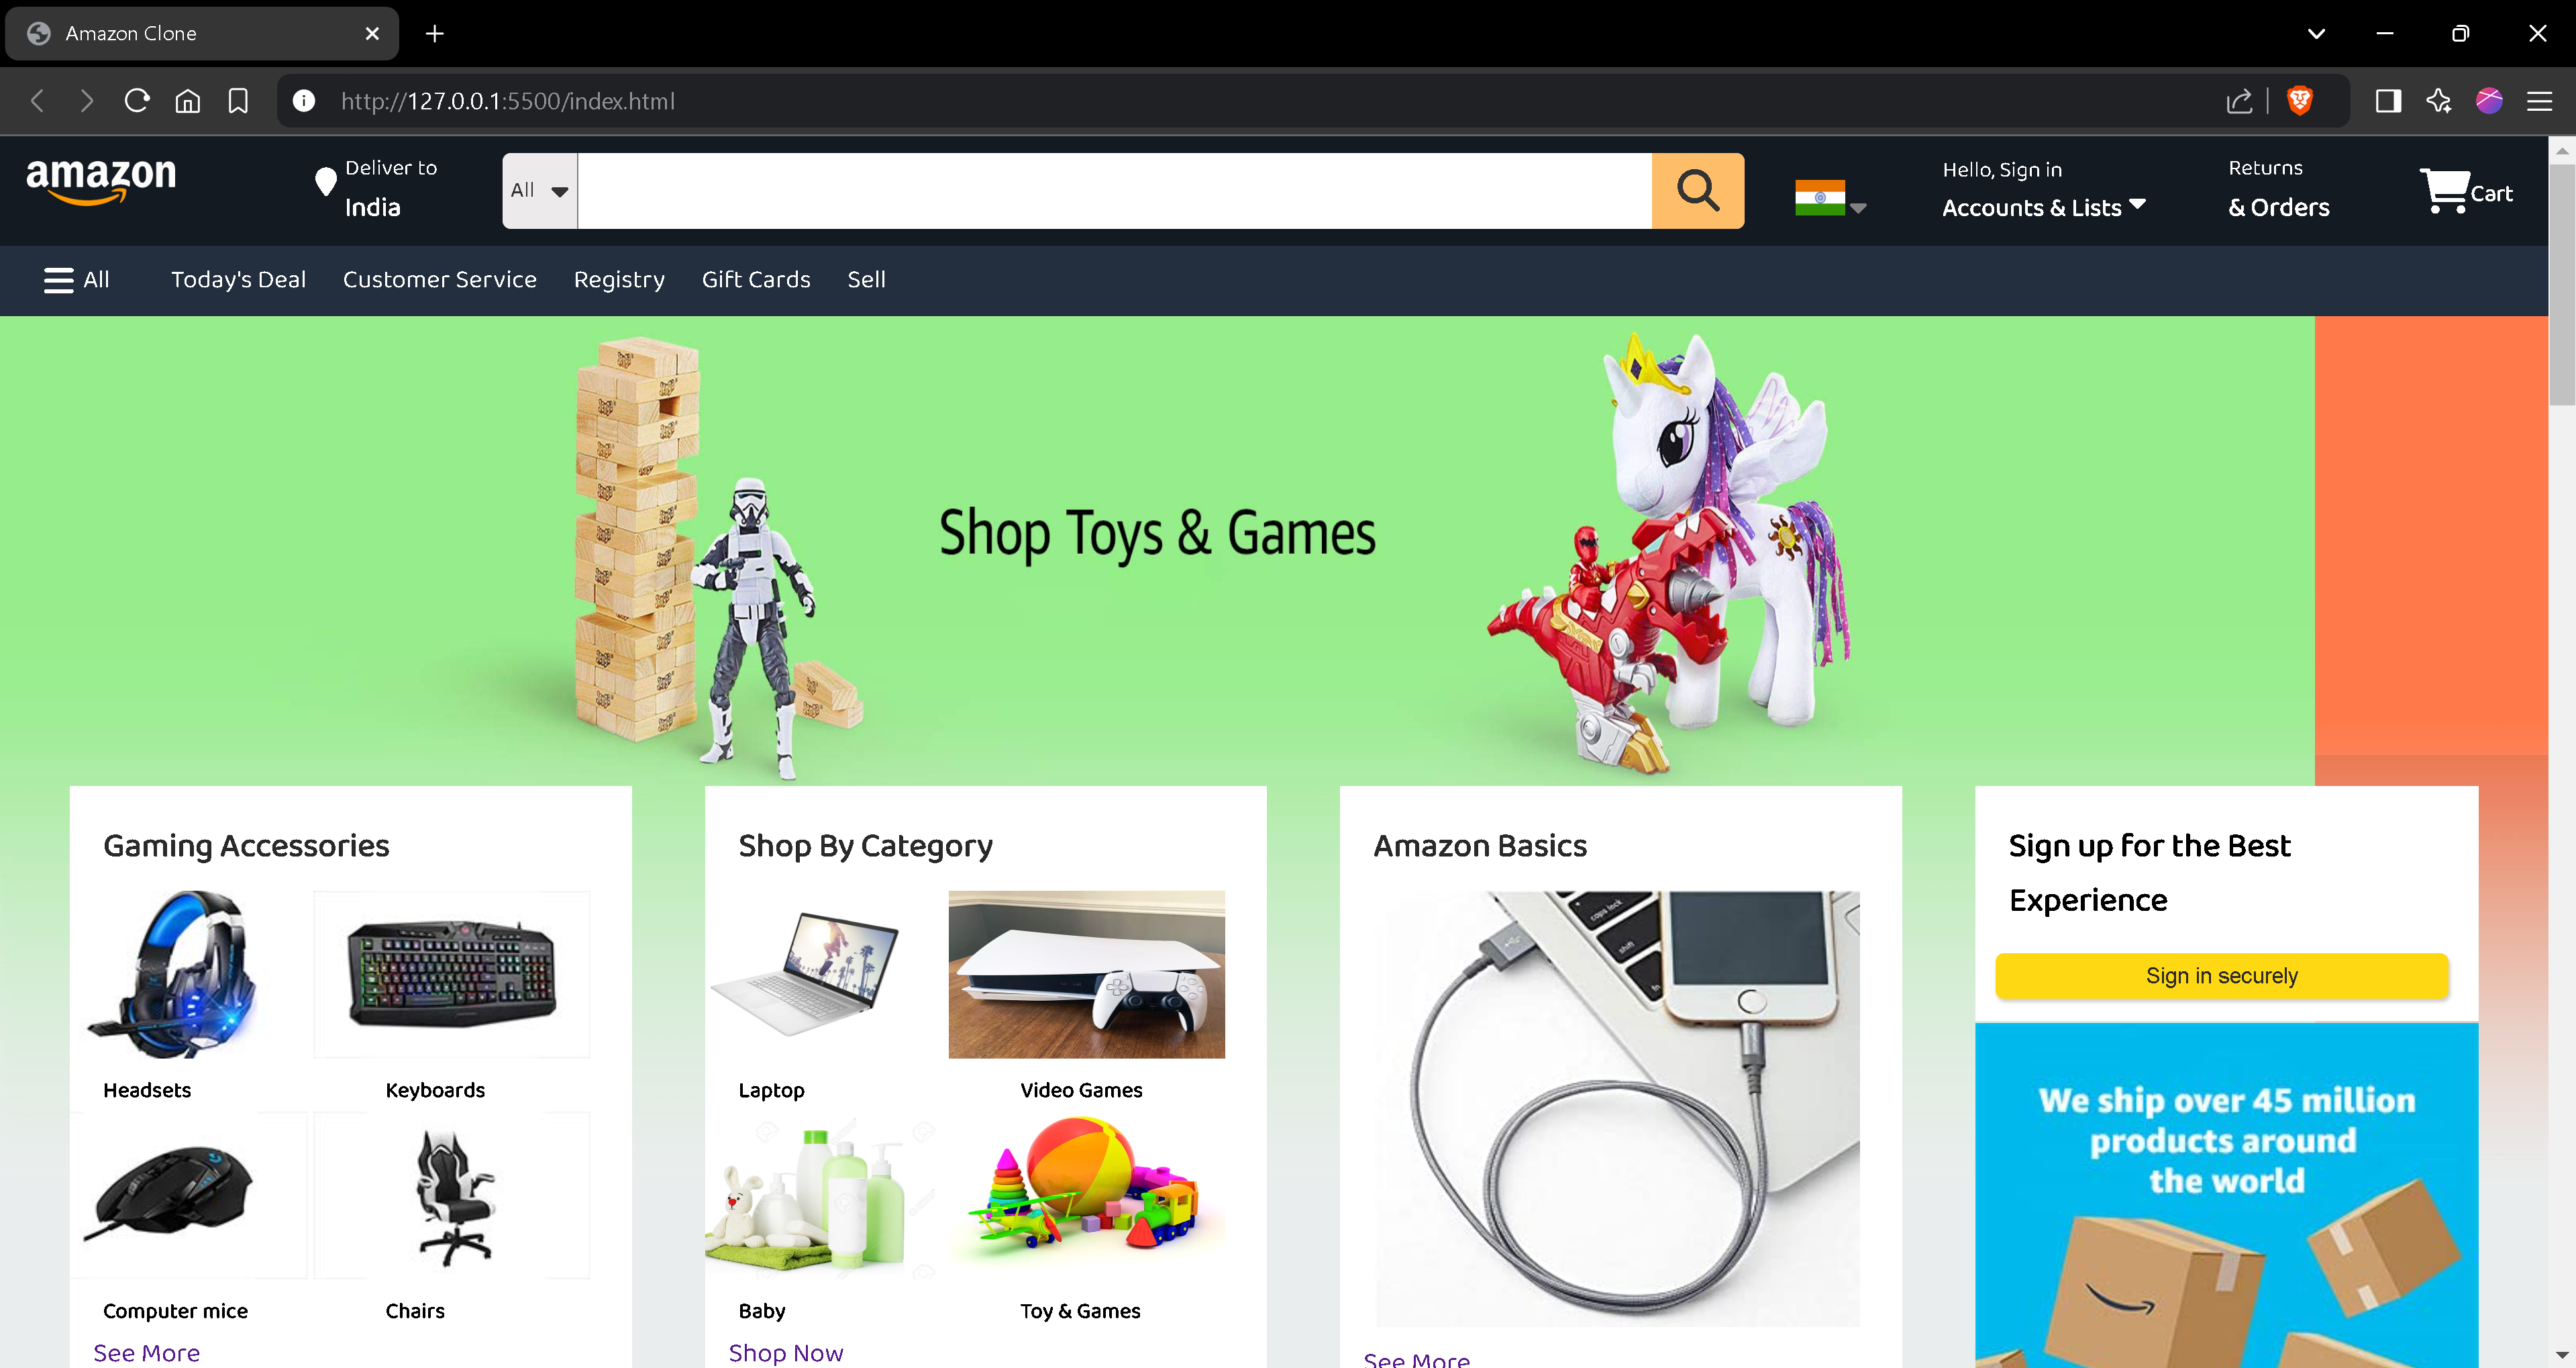 Amazon Clone
http://127.0.0.1:5500/index.html
amazon
Deliver to
India
All
Hello, Sign in
Accounts & Lists
Returns
& Orders
Cart
All
Today's Deal
Customer Service
Registry
Gift Cards
Sell
Shop Toys & Games
Gaming Accessories
Headsets
Keyboards
Computer mice
Chairs
See More
Shop By Category
Laptop
Video Games
Baby
Toy & Games
Shop Now
Amazon Basics
caps lock
shift
fn
See More
Sign up for the Best
Experience
Sign in securely
We ship over 45 million
products around
the world